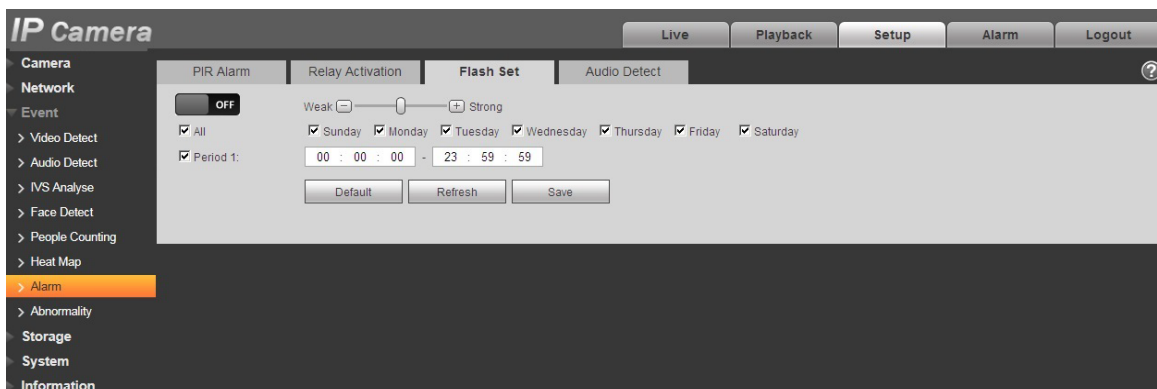 IP Camera
Live
Playback
Setup
Alarm
Logout
Camera
Network
Event
> Video Detect
> Audio Detect
> IVS Analyse
> Face Detect
> People Counting
> Heat Map
> Alarm
> Abnormality
Storage
System
Information
PIR Alarm
Relay Activation
Flash Set
Audio Detect
?
OFF
Weak - + Strong
All
Sunday Monday Tuesday Wednesday Thursday Friday Saturday
Period 1: 00 : 00 : 00 - 23 : 59 : 59
Default
Refresh
Save